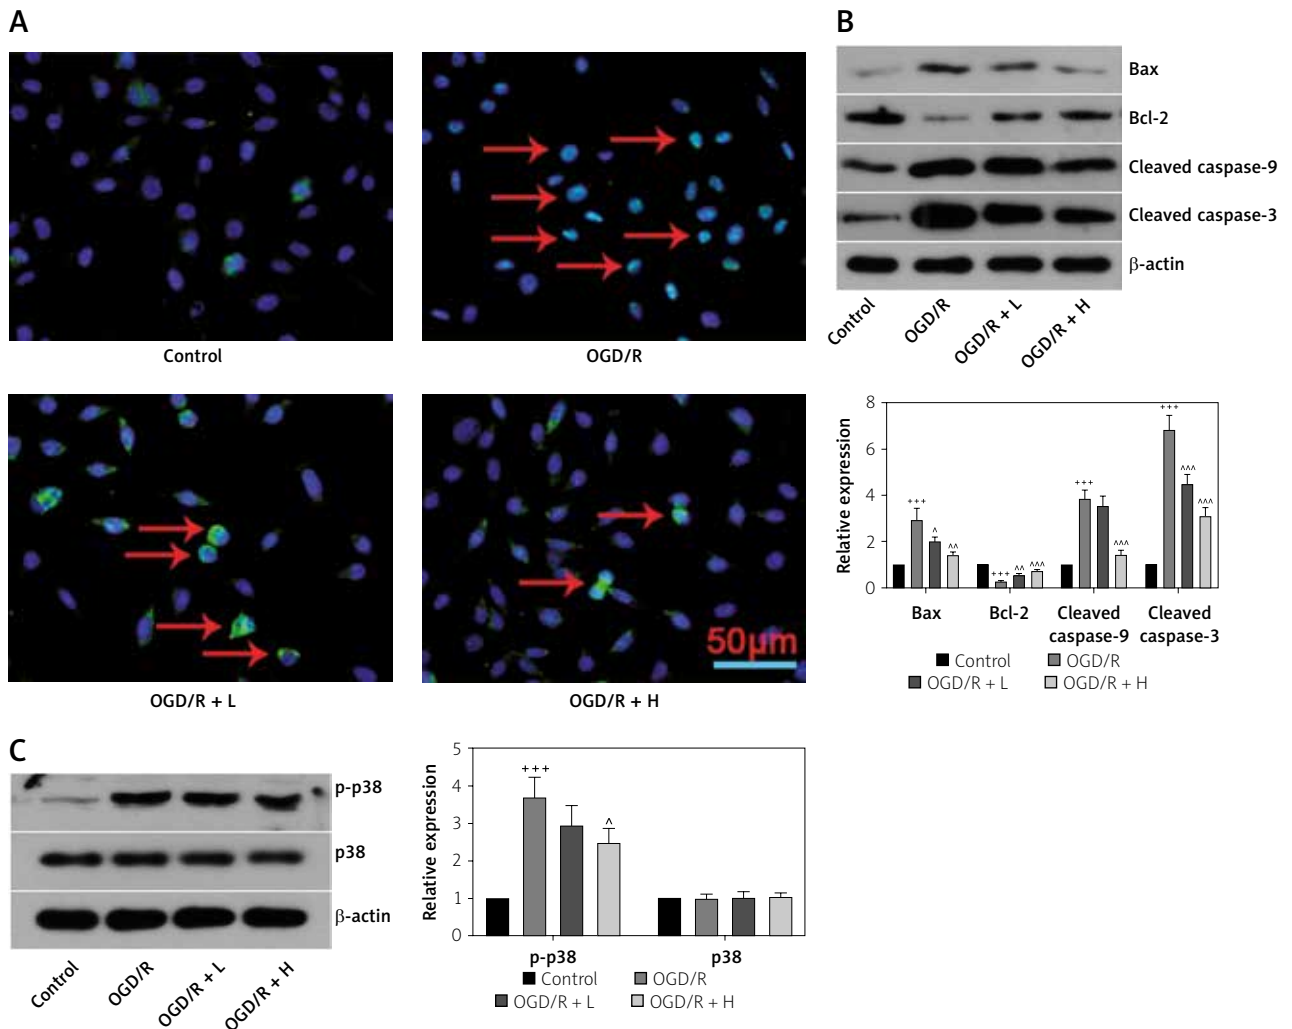 A
Control
OGD/R
OGD/R + L
50µm
OGD/R + H
B
Bax
Bcl-2
Cleaved caspase-9
Cleaved caspase-3
β-actin
Control
OGD/R
OGD/R + L
OGD/R + H
Relative expression
8
6
4
2
0
+++
^
^^
+++
^^
^^^
+++
^^^
+++
^^^
^^^
Bax
Bcl-2
Cleaved
caspase-9
Cleaved
caspase-3
Control
OGD/R
OGD/R + L
OGD/R + H
C
p-p38
p38
β-actin
Control
OGD/R
OGD/R + L
OGD/R + H
Relative expression
5
4
3
2
1
0
+++
^
p-p38
p38
Control
OGD/R
OGD/R + L
OGD/R + H